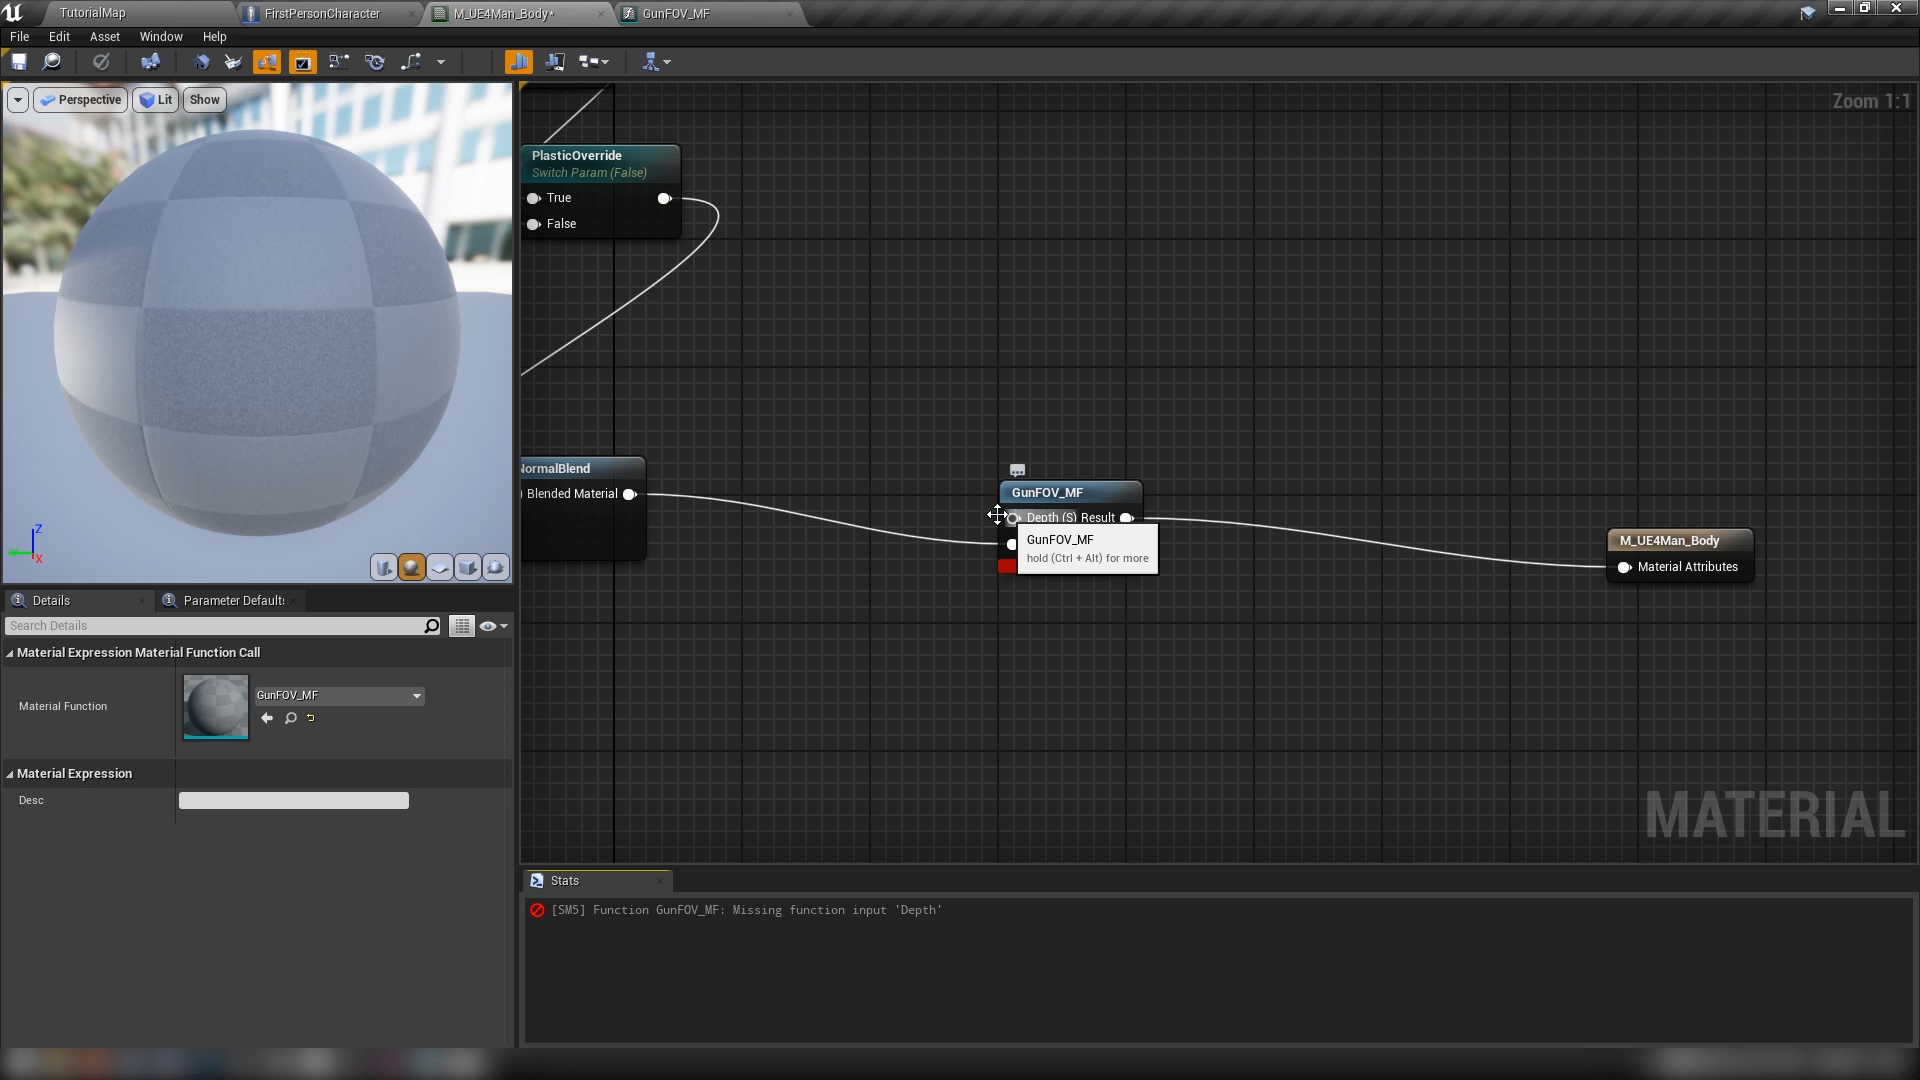 TutorialMap
FirstPersonCharacter
M_UE4Man_Body*
GunFOV_MF
File Edit Asset Window Help
Perspective
Lit
Show
Zoom 1:1
PlasticOverride
Switch Param (False)
True
False
NormalBlend
Blended Material
GunFOV_MF
Depth (S) Result
GunFOV_MF
hold (Ctrl + Alt) for more
M_UE4Man_Body
Material Attributes
Z
X
Details
Parameter Defaults
Search Details
Material Expression Material Function Call
Material Function
GunFOV_MF
Material Expression
Desc
MATERIAL
Stats
[SM5] Function GunFOV_MF: Missing function input 'Depth'